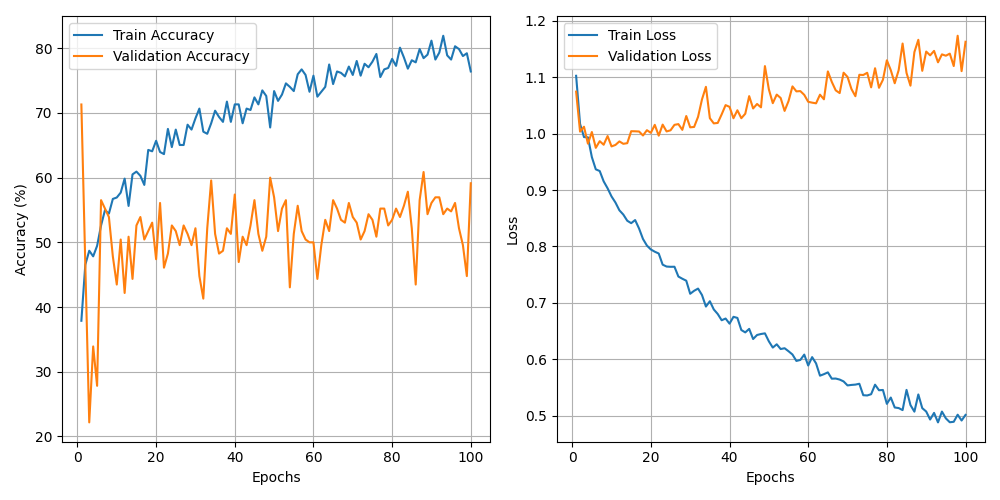 Train Accuracy
Validation Accuracy
Accuracy (%)
80
70
60
50
40
30
20
0 20 40 60 80 100
Epochs
Train Loss
Validation Loss
Loss
1.2
1.1
1.0
0.9
0.8
0.7
0.6
0.5
0 20 40 60 80 100
Epochs